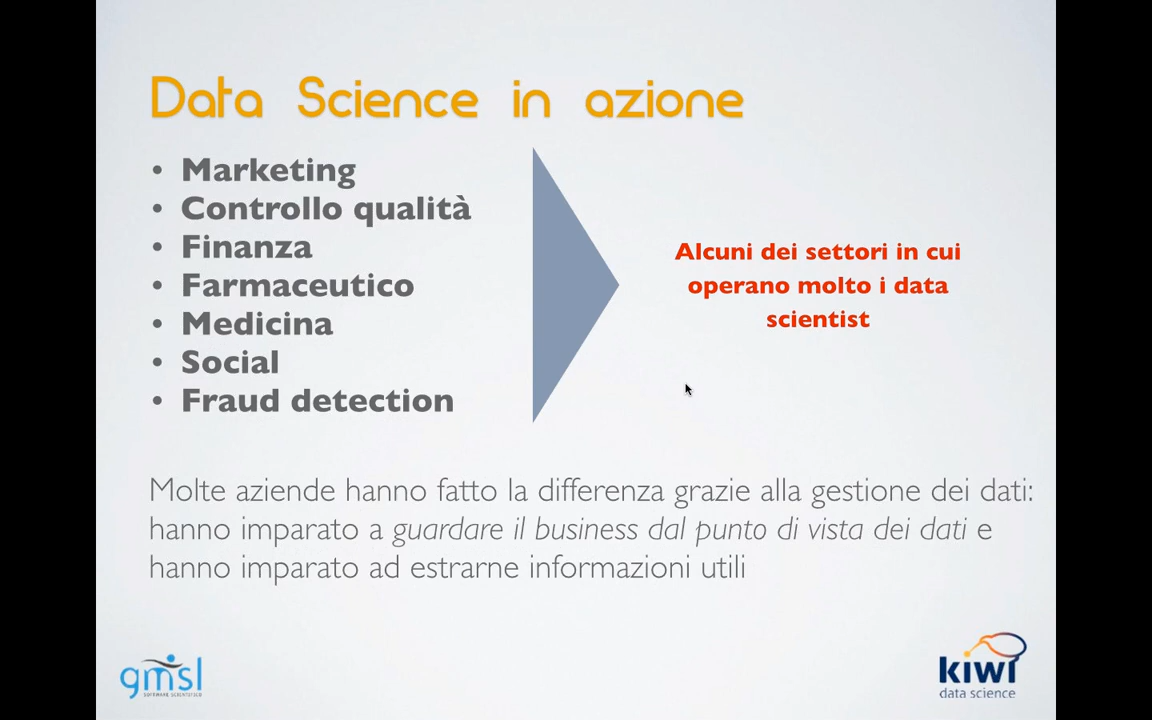 Data Science in azione
• Marketing
• Controllo qualità
• Finanza
• Farmaceutico
• Medicina
• Social
• Fraud detection
Alcuni dei settori in cui
operano molto i data
scientist
Molte aziende hanno fatto la differenza grazie alla gestione dei dati:
hanno imparato a guardare il business dal punto di vista dei dati e
hanno imparato ad estrarne informazioni utili
gmsl
SOFTWARE SCIENTIFICO
kiwi
data science